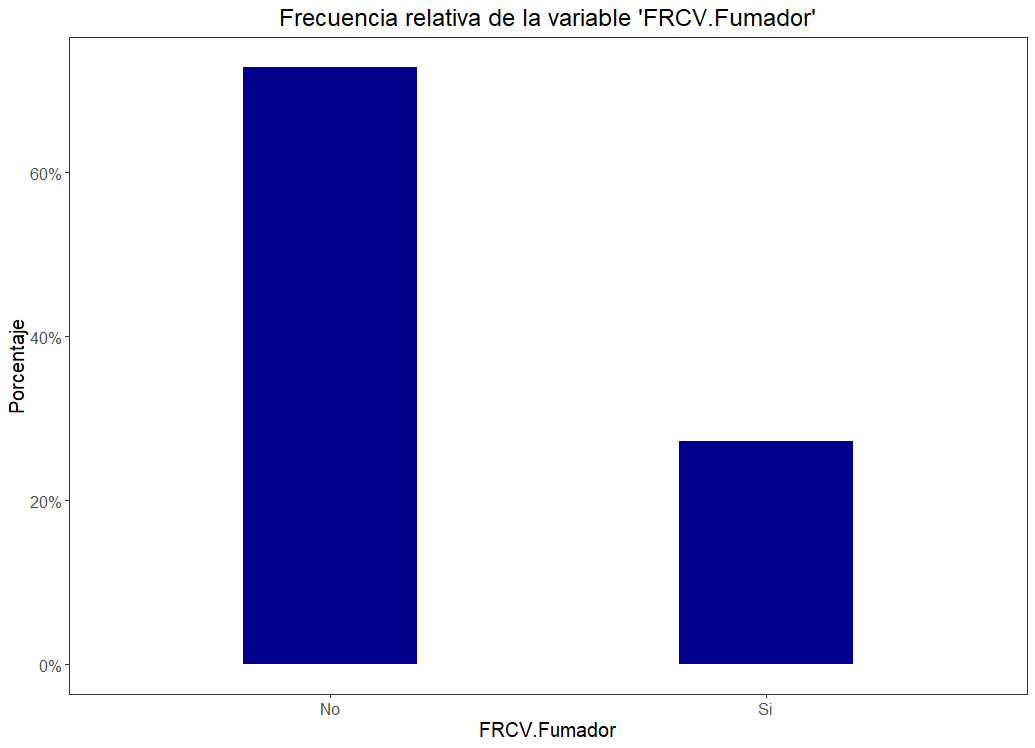 Frecuencia relativa de la variable 'FRCV.Fumador'
Porcentaje
60%
40%
20%
0%
No
Si
FRCV.Fumador